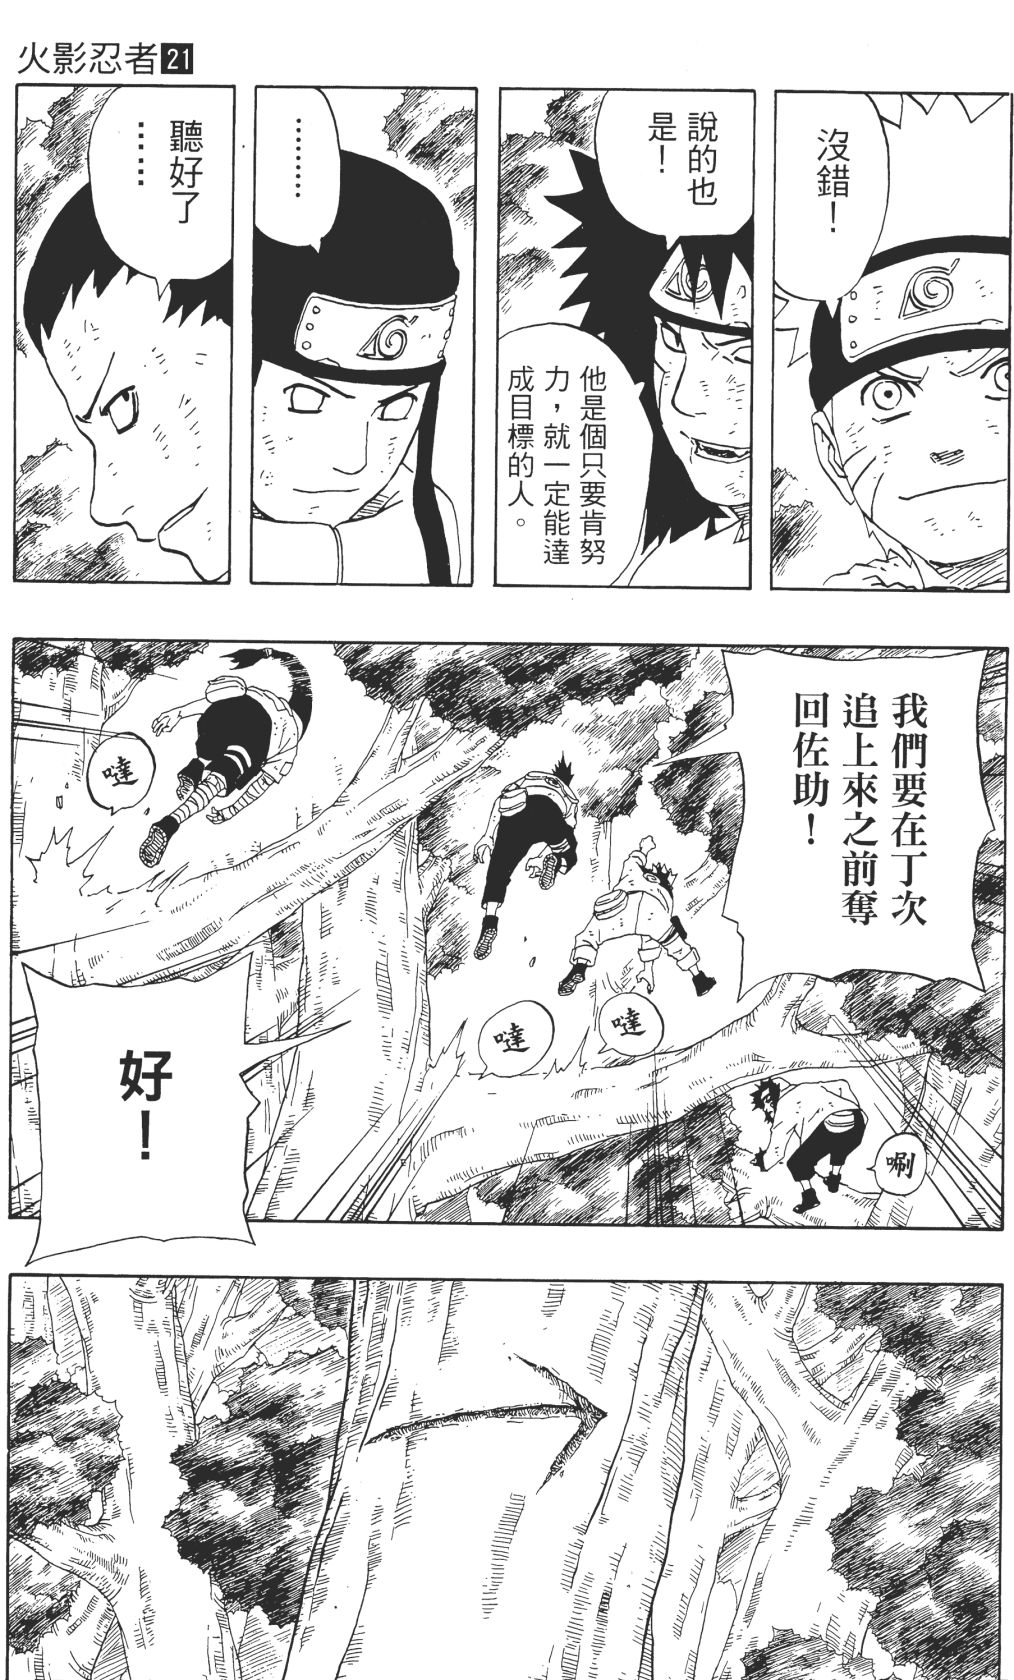 火影忍者21
沒錯！
說的也
是！
他是個只要肯努
力，就一定能達
成目標的人。
………
聽好了
……
我們要在丁次
追上來之前奪
回佐助！
唰
噠
噠
噠
好！